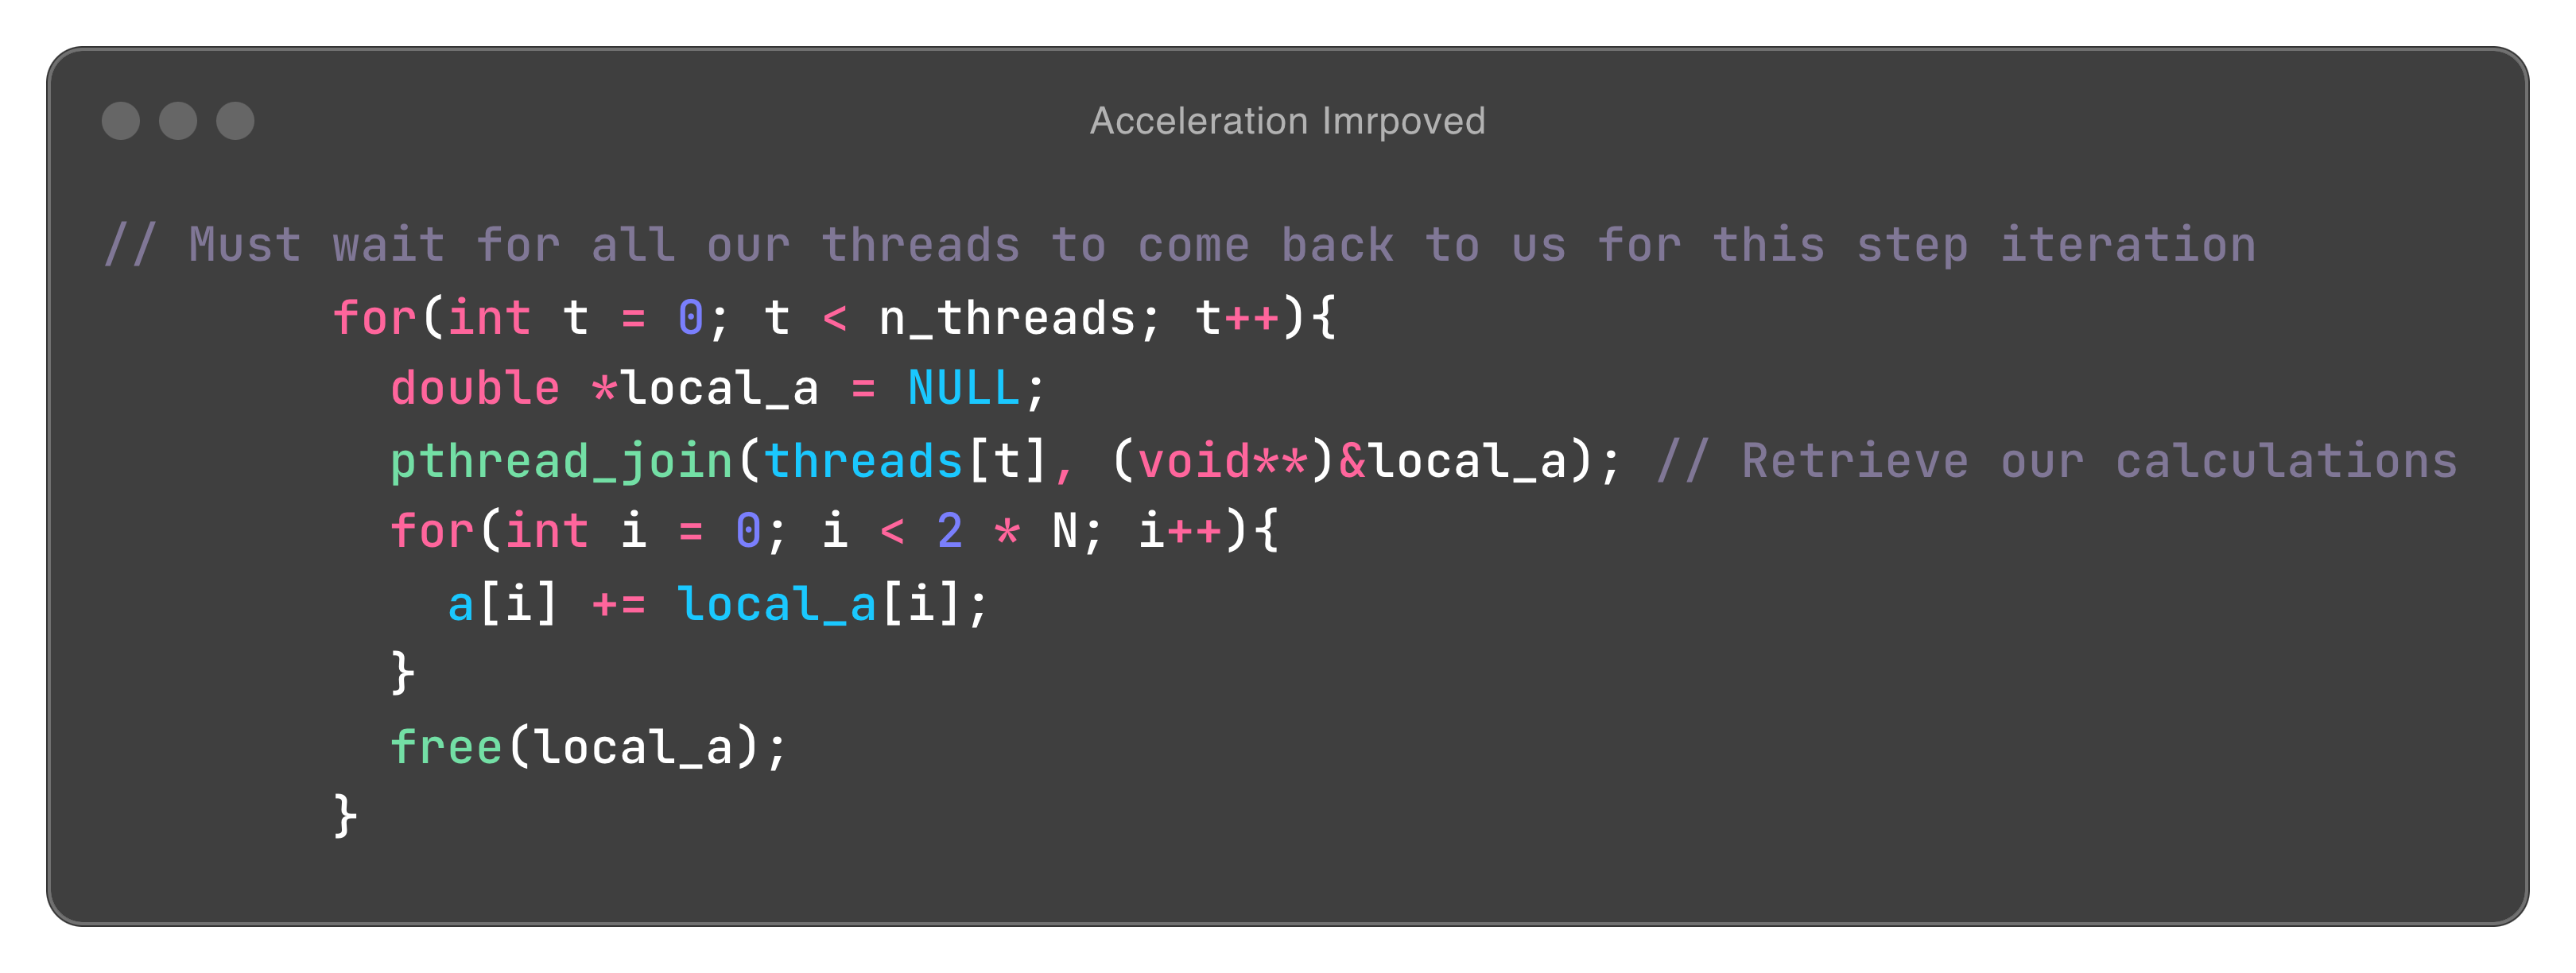 Acceleration Imrpoved
// Must wait for all our threads to come back to us for this step iteration
for(int t = 0; t < n_threads; t++){
double *local_a = NULL;
pthread_join(threads[t], (void**)&local_a); // Retrieve our calculations
for(int i = 0; i < 2 * N; i++){
a[i] += local_a[i];
}
free(local_a);
}